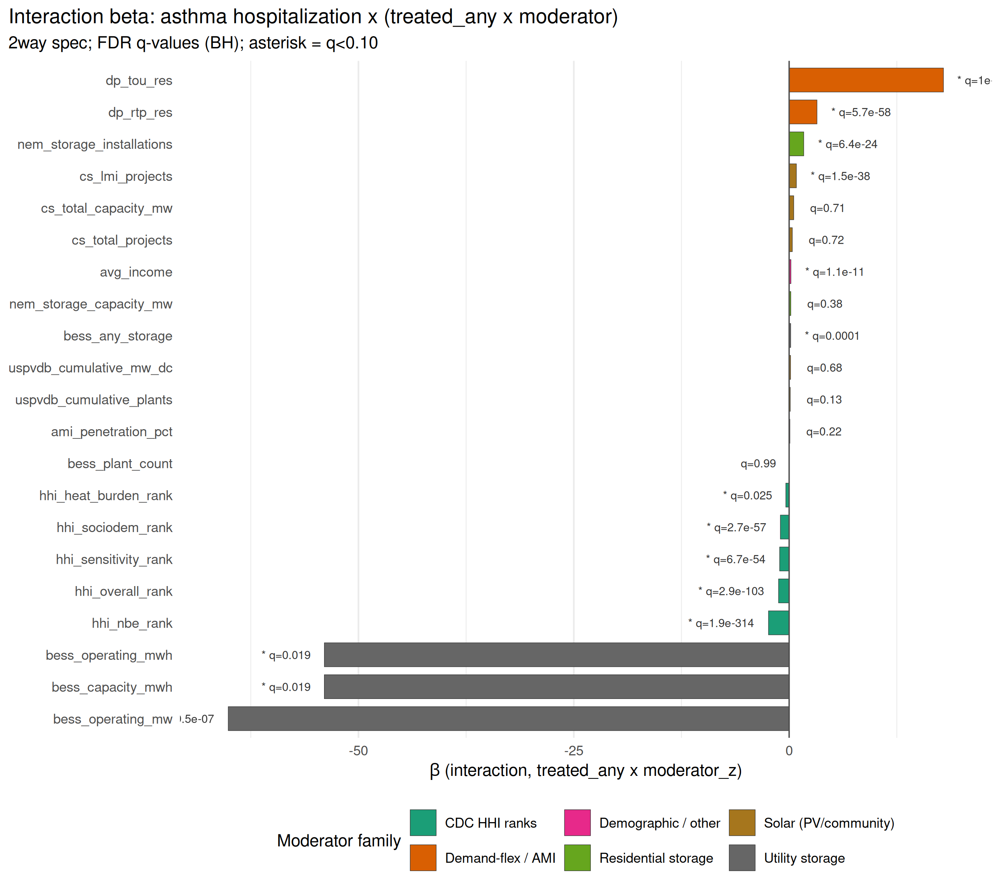 Interaction beta: asthma hospitalization x (treated_any x moderator)
2way spec; FDR q-values (BH); asterisk = q<0.10
dp_tou_res * q=1e-
dp_rtp_res * q=5.7e-58
nem_storage_installations * q=6.4e-24
cs_lmi_projects * q=1.5e-38
cs_total_capacity_mw q=0.71
cs_total_projects q=0.72
avg_income * q=1.1e-11
nem_storage_capacity_mw q=0.38
bess_any_storage * q=0.0001
uspvdb_cumulative_mw_dc q=0.68
uspvdb_cumulative_plants q=0.13
ami_penetration_pct q=0.22
bess_plant_count q=0.99
hhi_heat_burden_rank * q=0.025
hhi_sociodem_rank * q=2.7e-57
hhi_sensitivity_rank * q=6.7e-54
hhi_overall_rank * q=2.9e-103
hhi_nbe_rank * q=1.9e-314
bess_operating_mwh * q=0.019
bess_capacity_mwh * q=0.019
bess_operating_mw .5e-07
-50 -25 0
β (interaction, treated_any x moderator_z)
Moderator family
CDC HHI ranks Demographic / other Solar (PV/community)
Demand-flex / AMI Residential storage Utility storage